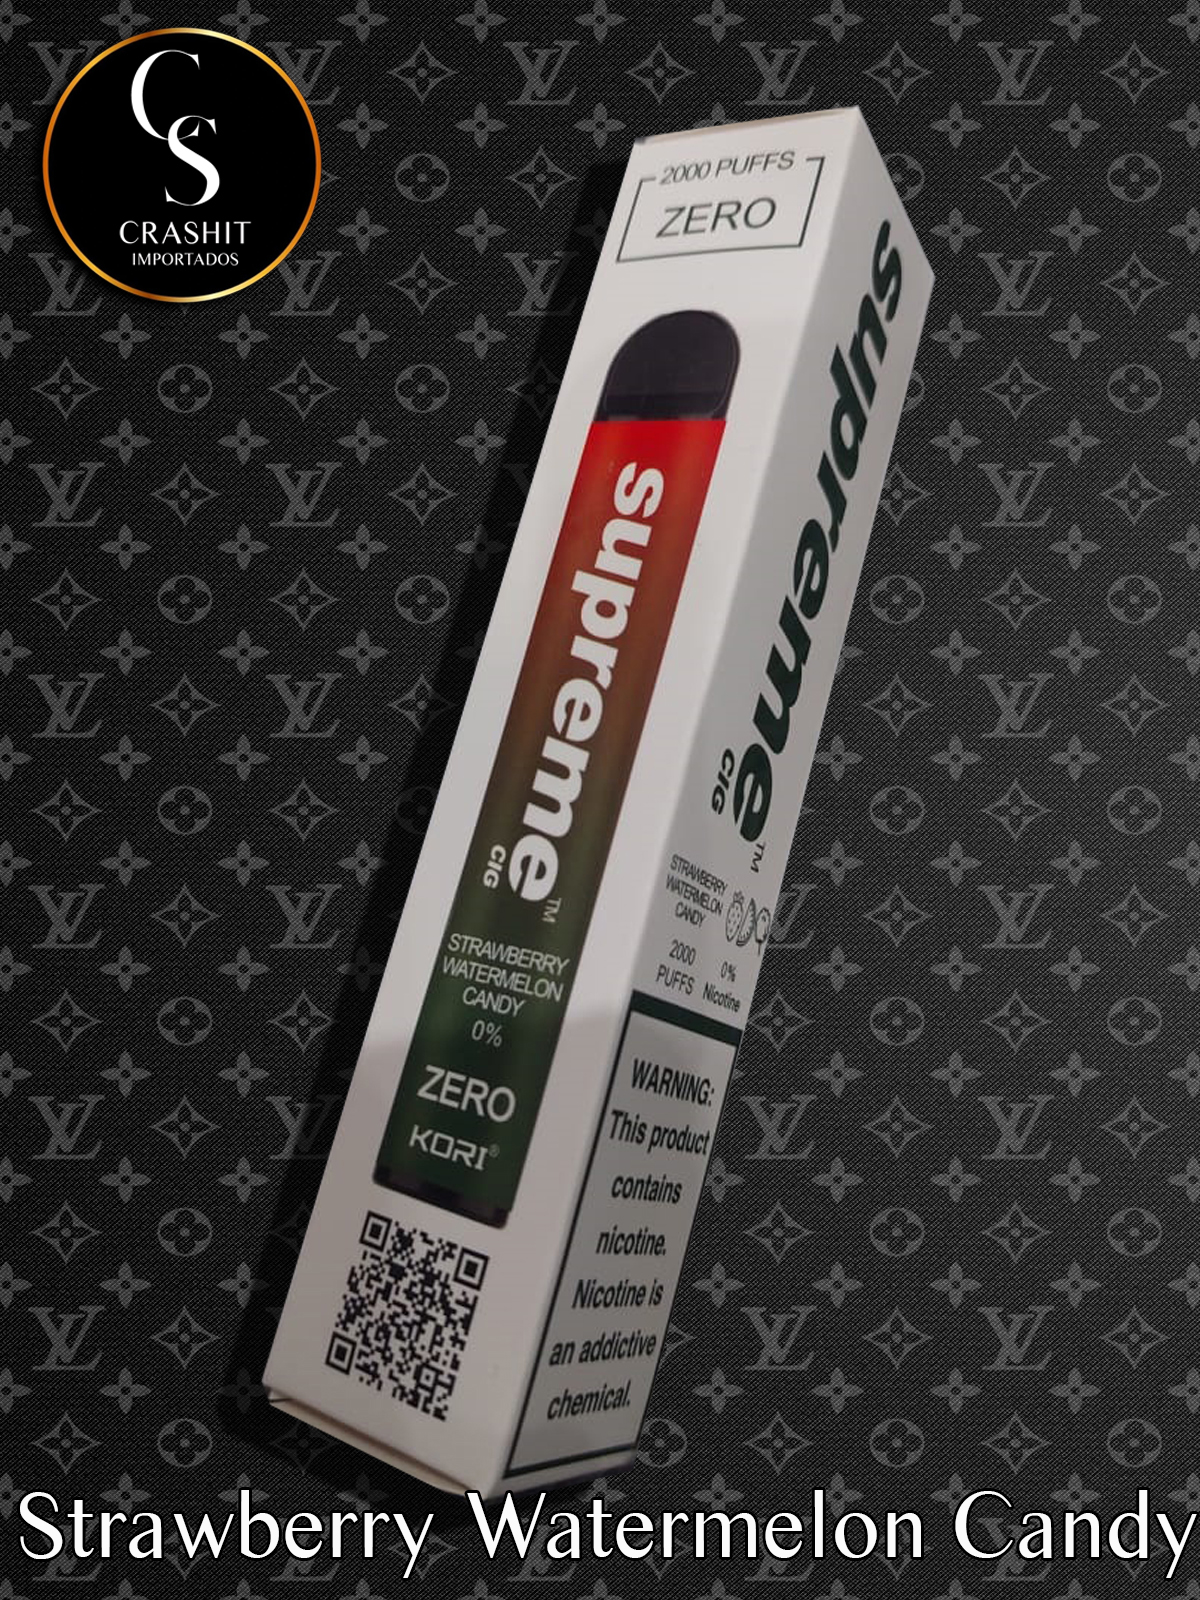 CS
CRASHIT
IMPORTADOS
2000 PUFFS
ZERO
supreme
CIG
TM
STRAWBERRY
WATERMELON
CANDY
0%
ZERO
KORI®
supreme
CIG
TM
STRAWBERRY
WATERMELON
CANDY
2000
PUFFS
0%
Nicotine
WARNING:
This product
contains
nicotine.
Nicotine is
an addictive
chemical.
Strawberry Watermelon Candy